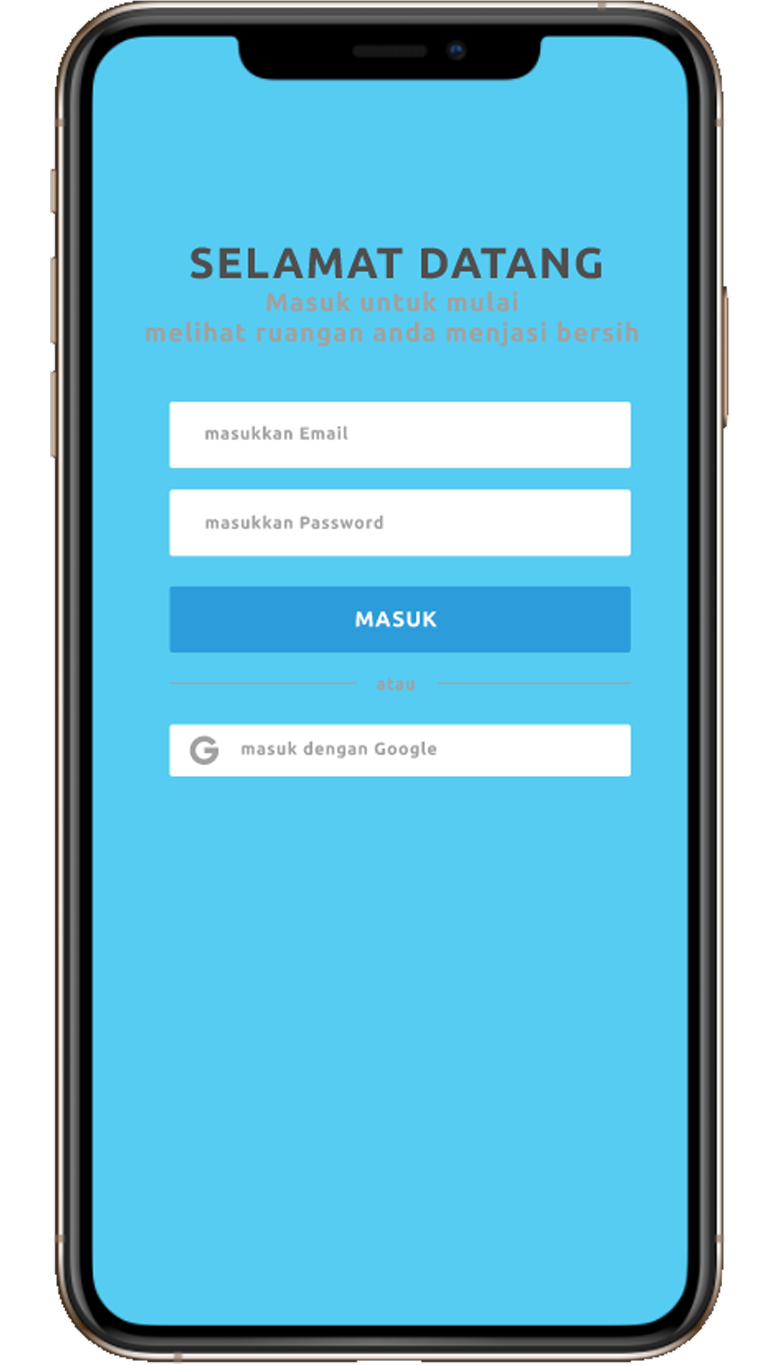 SELAMAT DATANG
Masuk untuk mulai
melihat ruangan anda menjasi bersih
masukkan Email
masukkan Password
MASUK
atau
masuk dengan Google